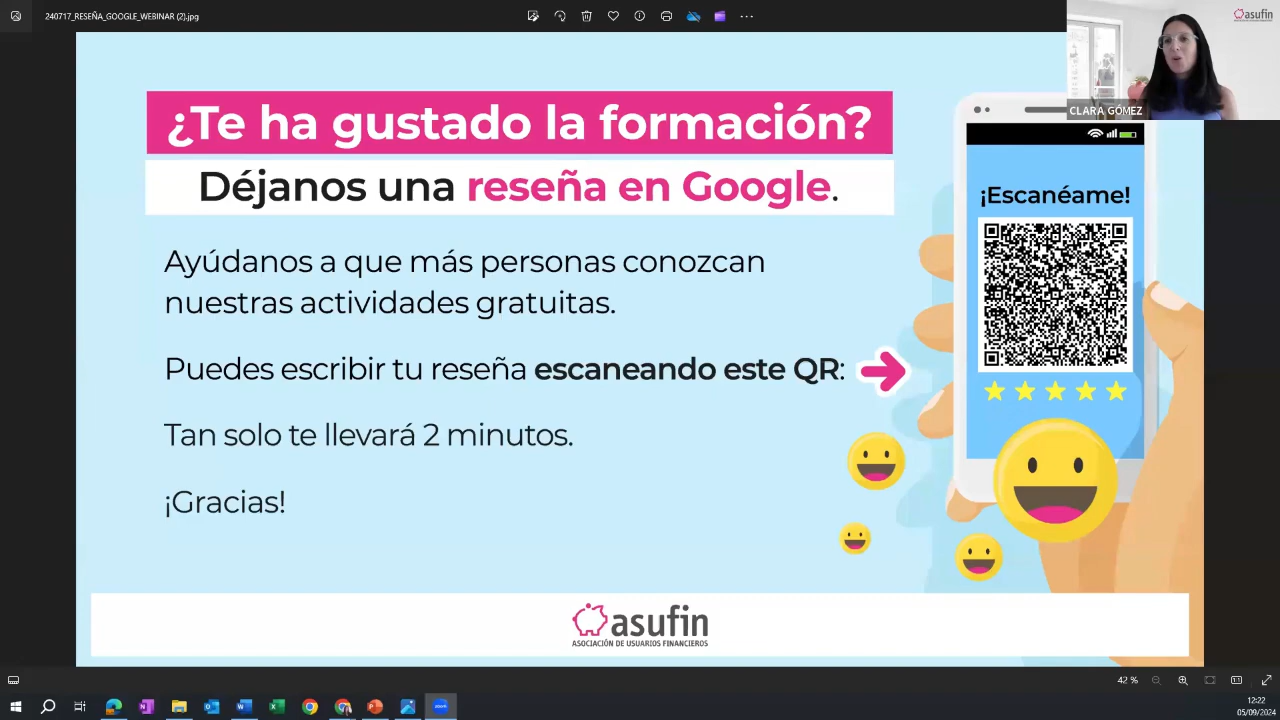 240717_RESEÑA_GOOGLE_WEBINAR (2).jpg
asufin
CLARA GÓMEZ
¿Te ha gustado la formación?
Déjanos una reseña en Google.
Ayúdanos a que más personas conozcan
nuestras actividades gratuitas.
Puedes escribir tu reseña escaneando este QR:
Tan solo te llevará 2 minutos.
¡Gracias!
¡Escanéame!
asufin
ASOCIACIÓN DE USUARIOS FINANCIEROS
42 %
12:22
05/09/2024